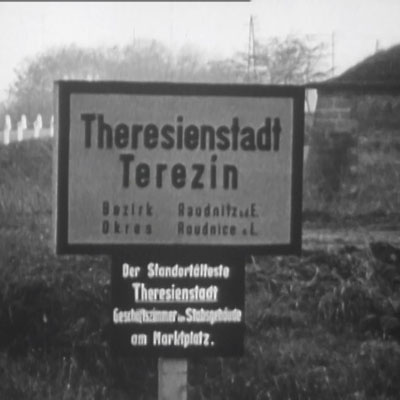 Theresienstadt
Terezin
Bezirk Raudnitz a.d.E.
Okres Roudnice n.L.
Der Standortälteste
Theresienstadt
Geschäftszimmer im Stabsgebäude
am Marktplatz.